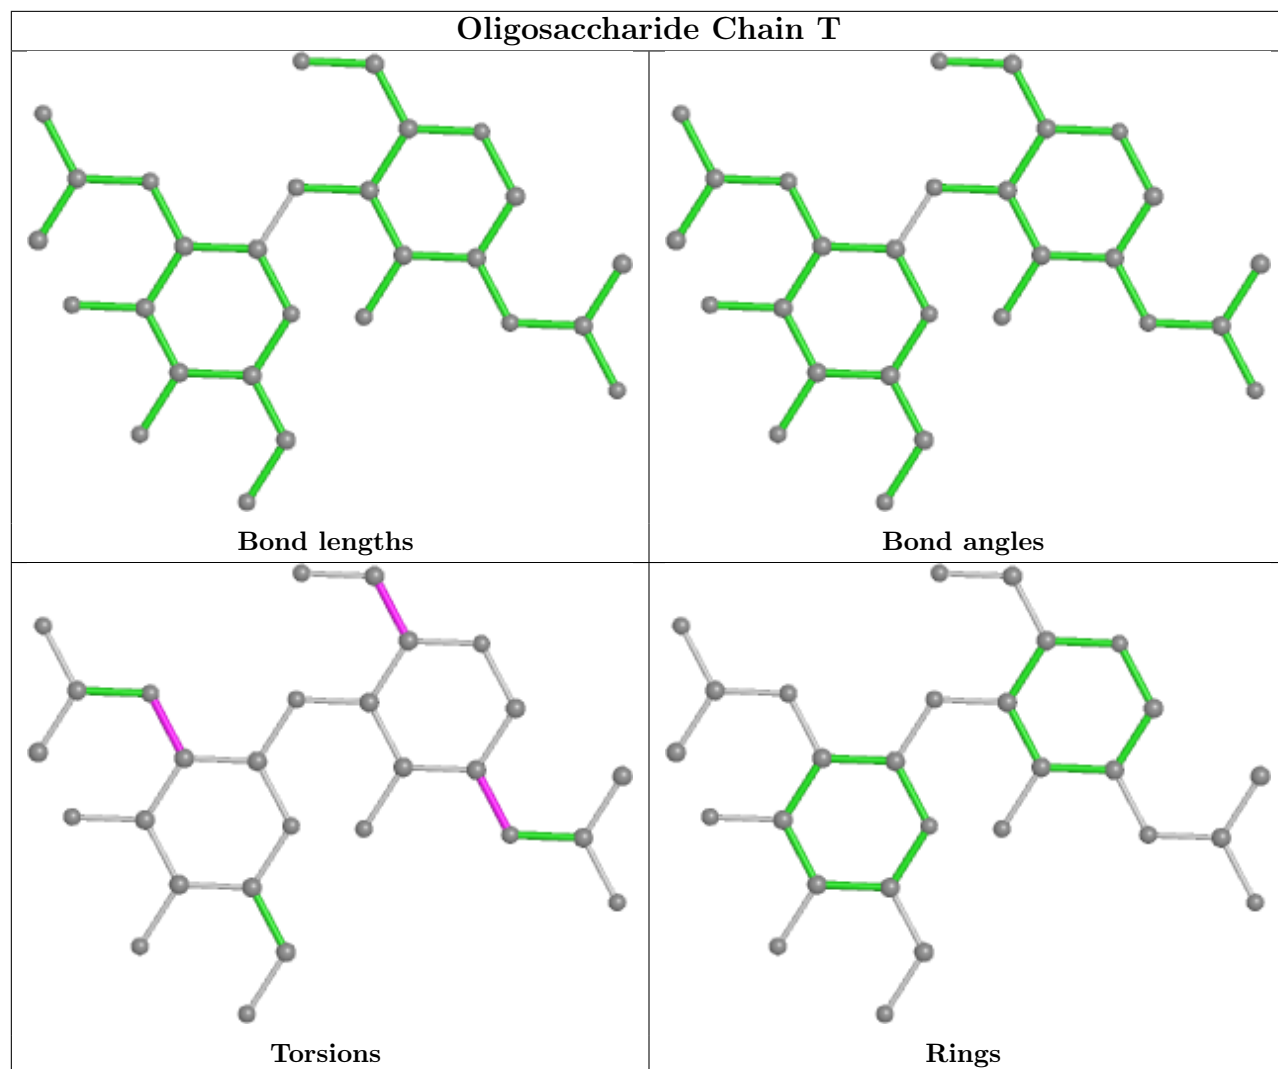 Oligosaccharide Chain T
Bond lengths
Bond angles
Torsions
Rings